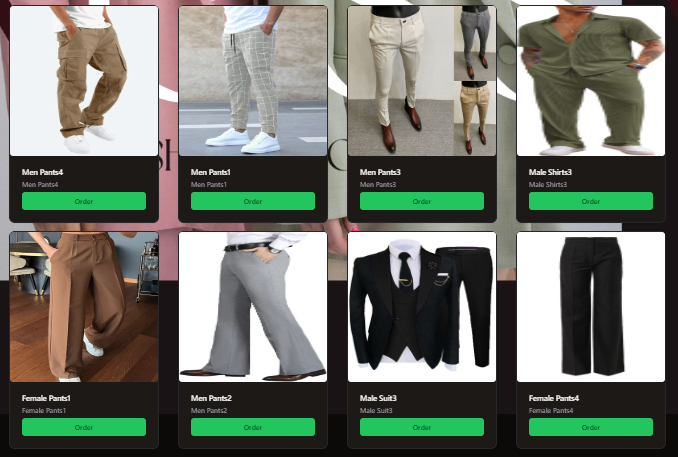 Men Pants4
Men Pants4
Order
Men Pants1
Men Pants1
Order
Men Pants3
Men Pants3
Order
Male Shirts3
Male Shirts3
Order
Female Pants1
Female Pants1
Order
Men Pants2
Men Pants2
Order
Male Suit3
Male Suit3
Order
Female Pants4
Female Pants4
Order